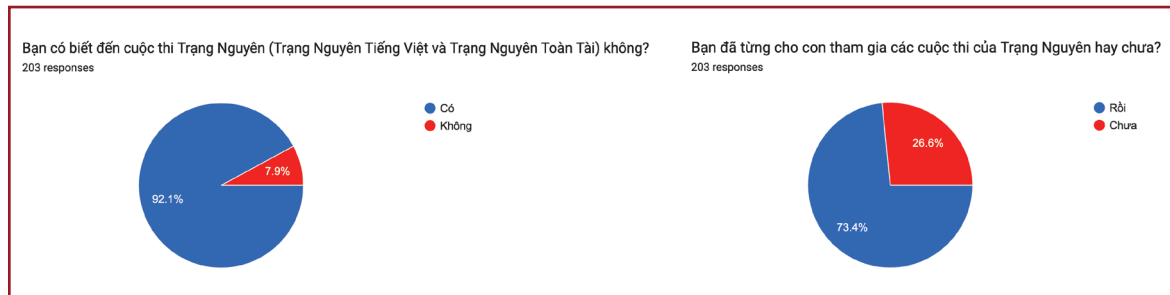 Bạn có biết đến cuộc thi Trạng Nguyên (Trạng Nguyên Tiếng Việt và Trạng Nguyên Toàn Tài) không?
203 responses
Có
Không
7.9%
92.1%
Bạn đã từng cho con tham gia các cuộc thi của Trạng Nguyên hay chưa?
203 responses
Rồi
Chưa
26.6%
73.4%